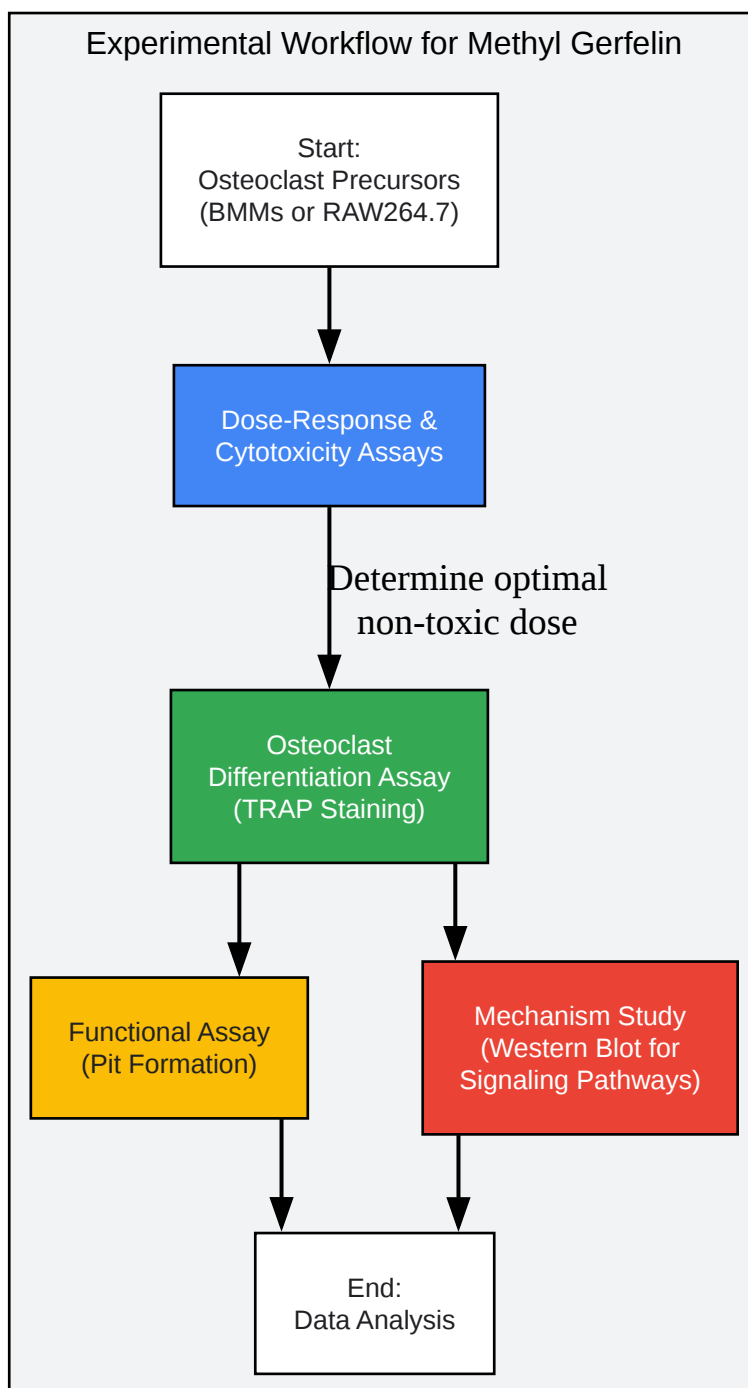 Experimental Workflow for Methyl Gerfelin
Start:
Osteoclast Precursors
(BMMs or RAW264.7)
Dose-Response &
Cytotoxicity Assays
Determine optimal
non-toxic dose
Osteoclast
Differentiation Assay
(TRAP Staining)
Functional Assay
(Pit Formation)
Mechanism Study
(Western Blot for
Signaling Pathways)
End:
Data Analysis